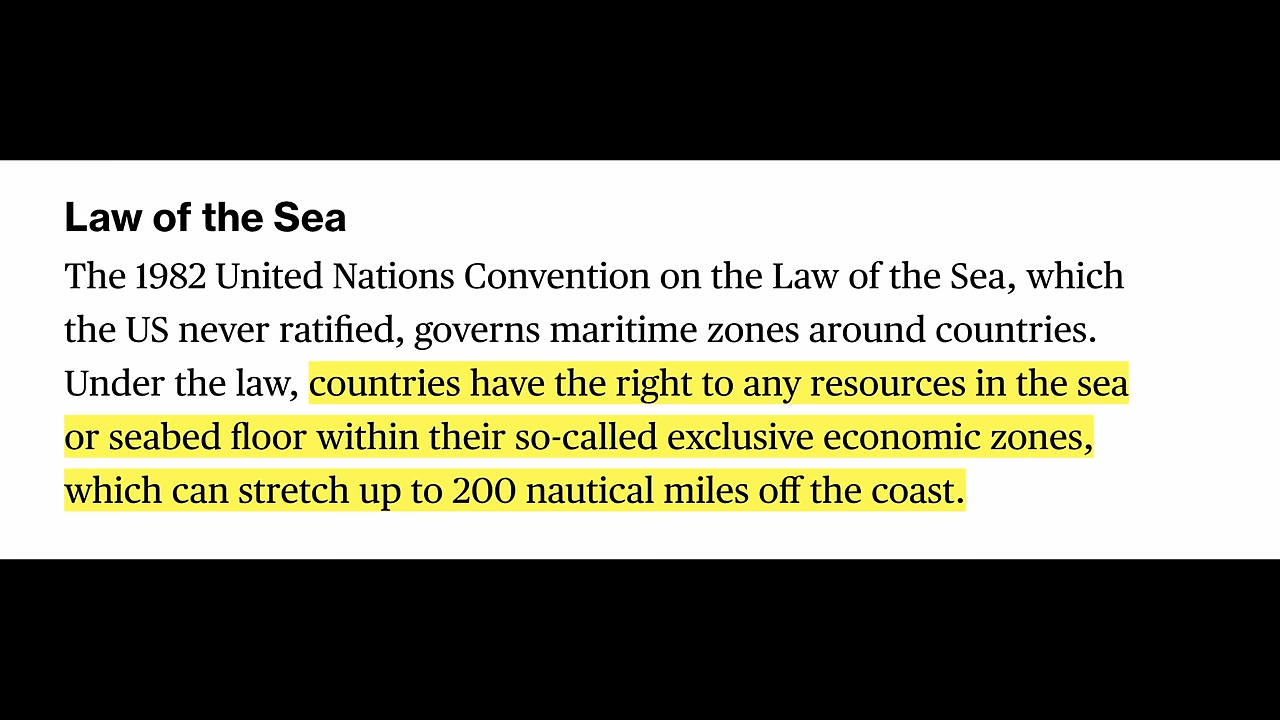 Law of the Sea
The 1982 United Nations Convention on the Law of the Sea, which
the US never ratified, governs maritime zones around countries.
Under the law, countries have the right to any resources in the sea
or seabed floor within their so-called exclusive economic zones,
which can stretch up to 200 nautical miles off the coast.